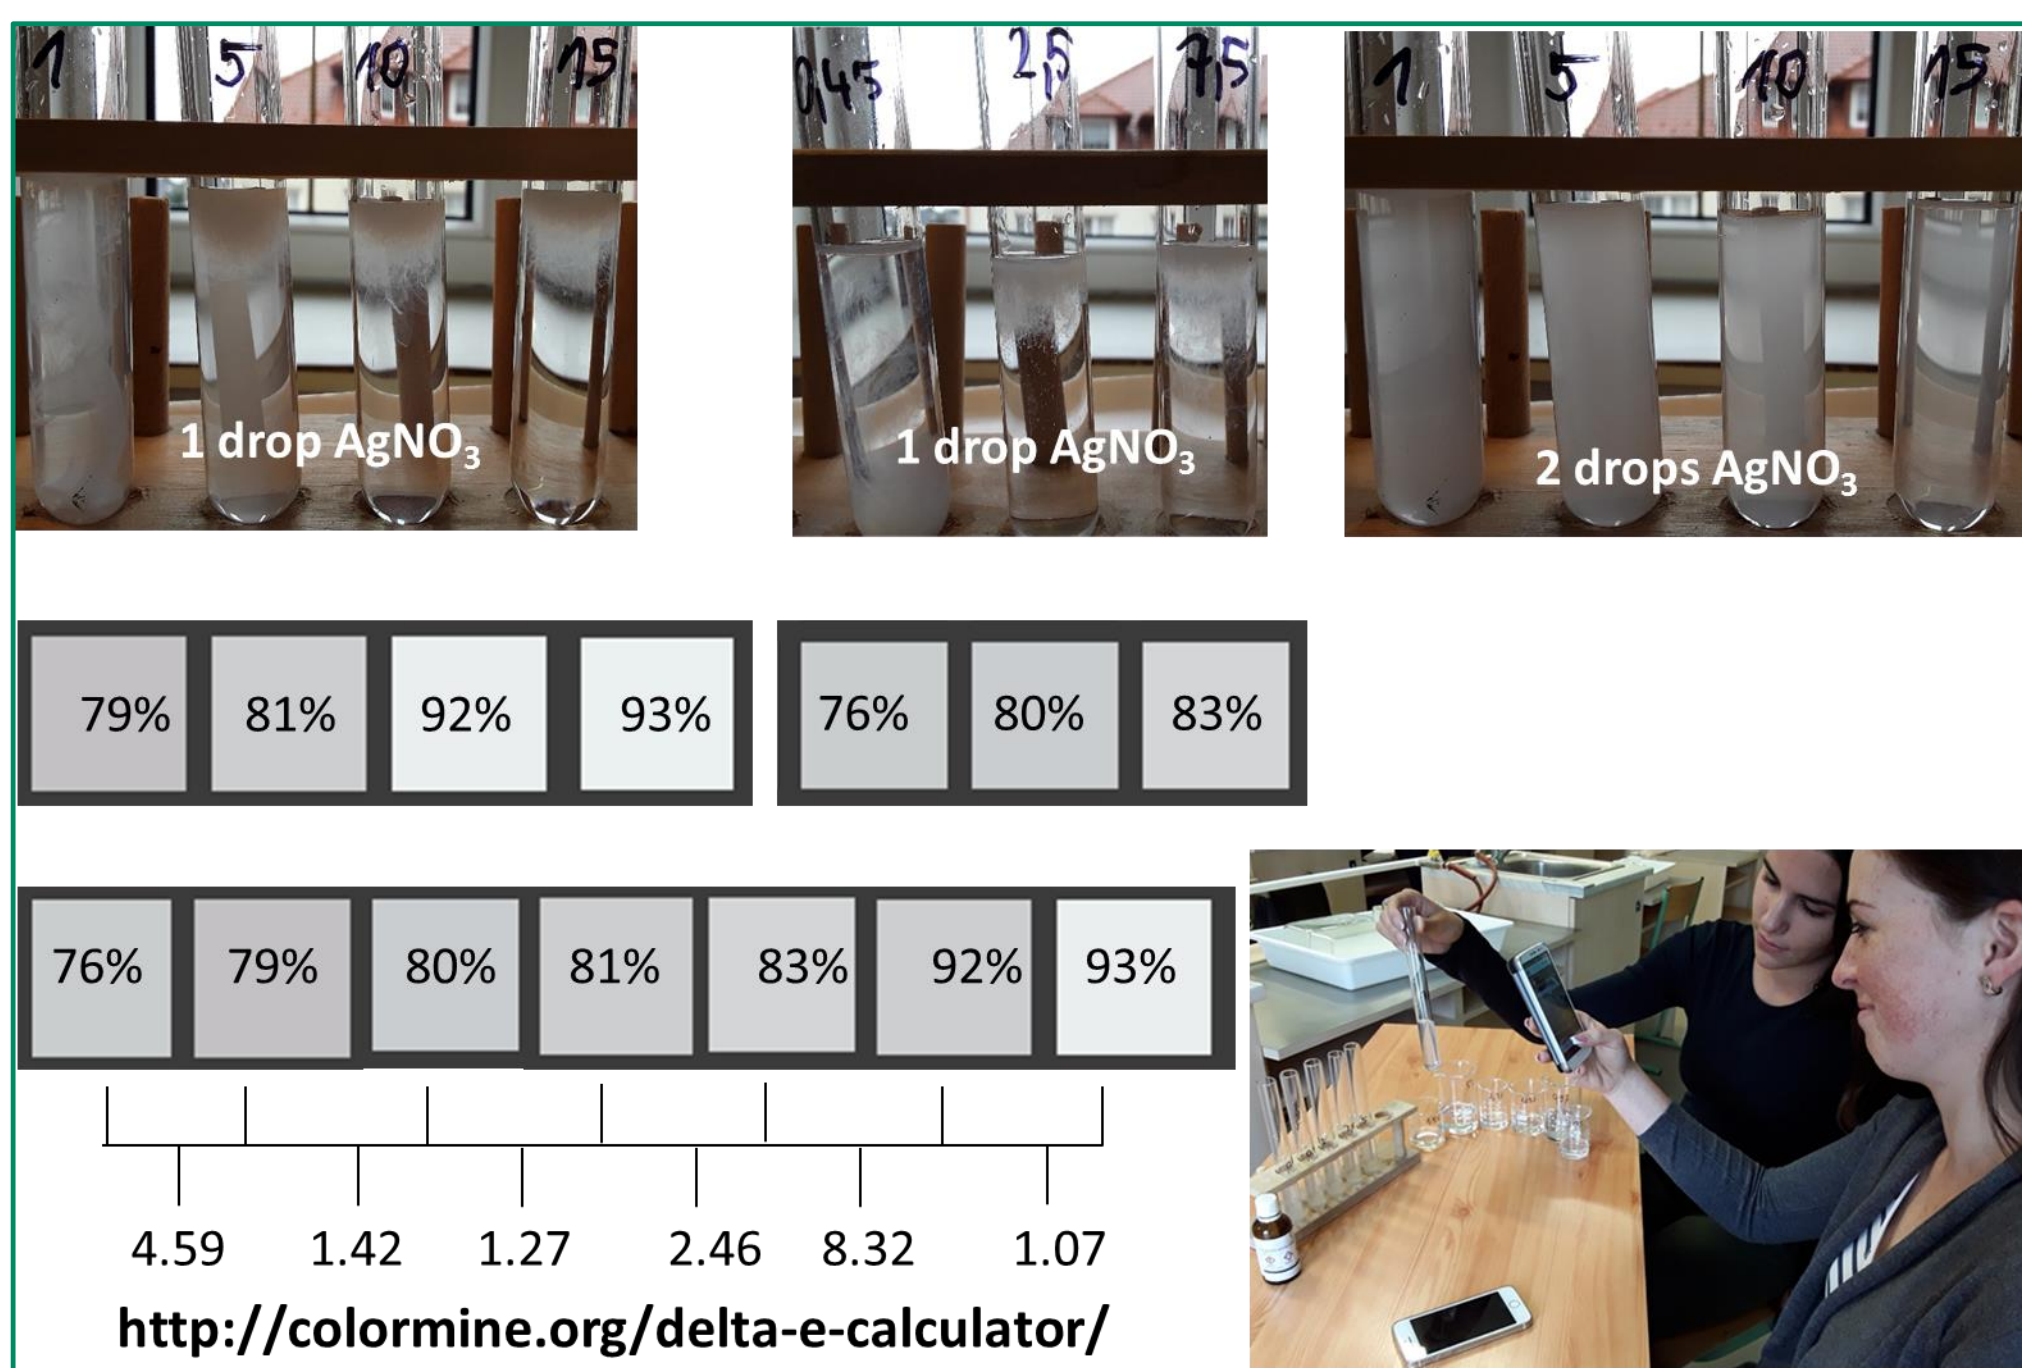 1 5 10 15
0,45 2,5 7,5
1 5 10 15
1 drop AgNO₃
1 drop AgNO₃
2 drops AgNO₃
79% 81% 92% 93%
76% 80% 83%
76% 79% 80% 81% 83% 92% 93%
4.59 1.42 1.27 2.46 8.32 1.07
http://colormine.org/delta-e-calculator/